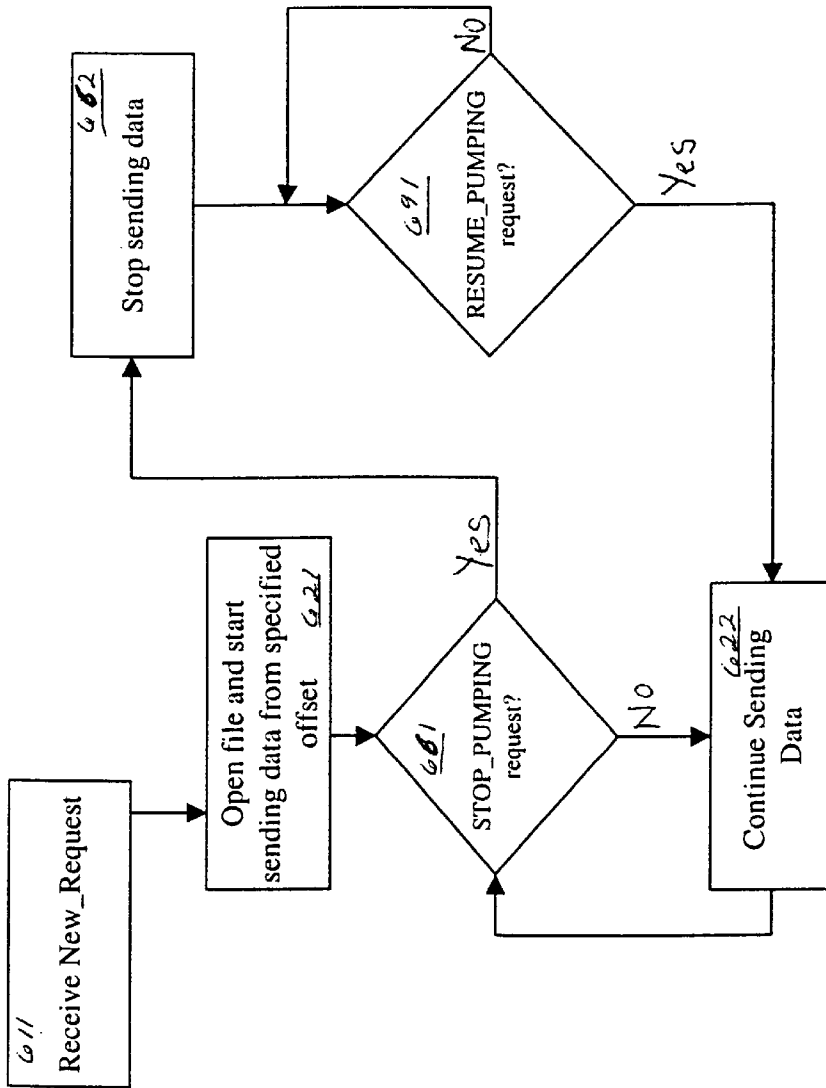 611
Receive New_Request
Open file and start
sending data from specified
offset 621
681
STOP_PUMPING
request?
Yes
No
622
Continue Sending
Data
682
Stop sending data
691
RESUME_PUMPING
request?
No
Yes